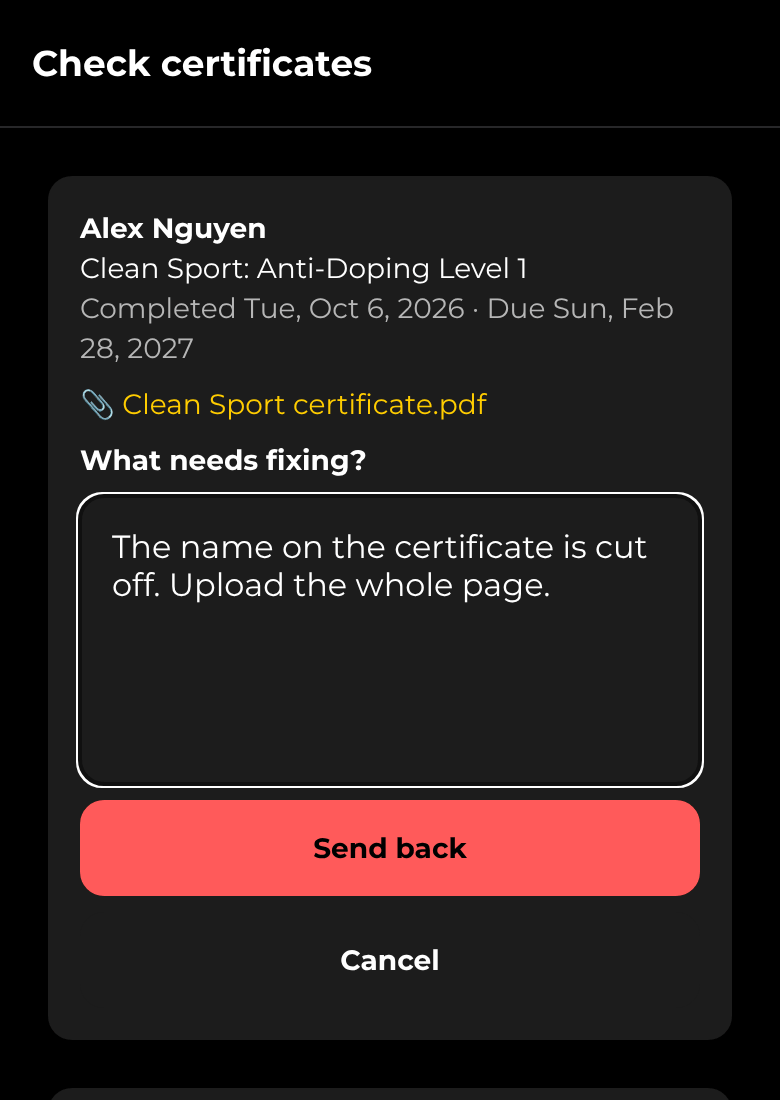 Check certificates
Alex Nguyen
Clean Sport: Anti-Doping Level 1
Completed Tue, Oct 6, 2026 · Due Sun, Feb
28, 2027
📎 Clean Sport certificate.pdf
What needs fixing?
The name on the certificate is cut
off. Upload the whole page.
Send back
Cancel